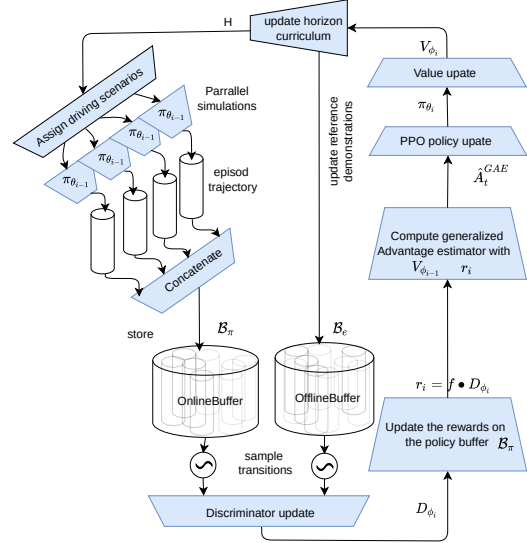 H
update horizon
curriculum
Assign driving scenarios
Parrallel
simulations
π_{θ_{i−1}}
π_{θ_{i−1}}
π_{θ_{i−1}}
π_{θ_{i−1}}
episod
trajectory
Concatenate
update reference
demonstrations
store
B_π
B_e
OnlineBuffer
OfflineBuffer
sample
transitions
Discriminator update
D_{ϕ_i}
Update the rewards on
the policy buffer B_π
r_i = f • D_{ϕ_i}
Compute generalized
Advantage estimator with
V_{ϕ_{i−1}} r_i
Â_t^{GAE}
PPO policy upate
π_{θ_i}
Value upate
V_{ϕ_i}